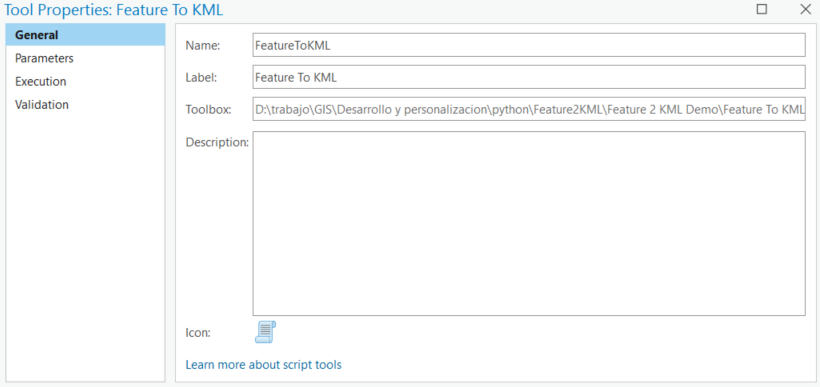 Tool Properties: Feature To KML
General
Parameters
Execution
Validation
Name: FeatureToKML
Label: Feature To KML
Toolbox: D:\trabajo\GIS\Desarrollo y personalizacion\python\Feature2KML\Feature 2 KML Demo\Feature To KML
Description:
Icon:
Learn more about script tools